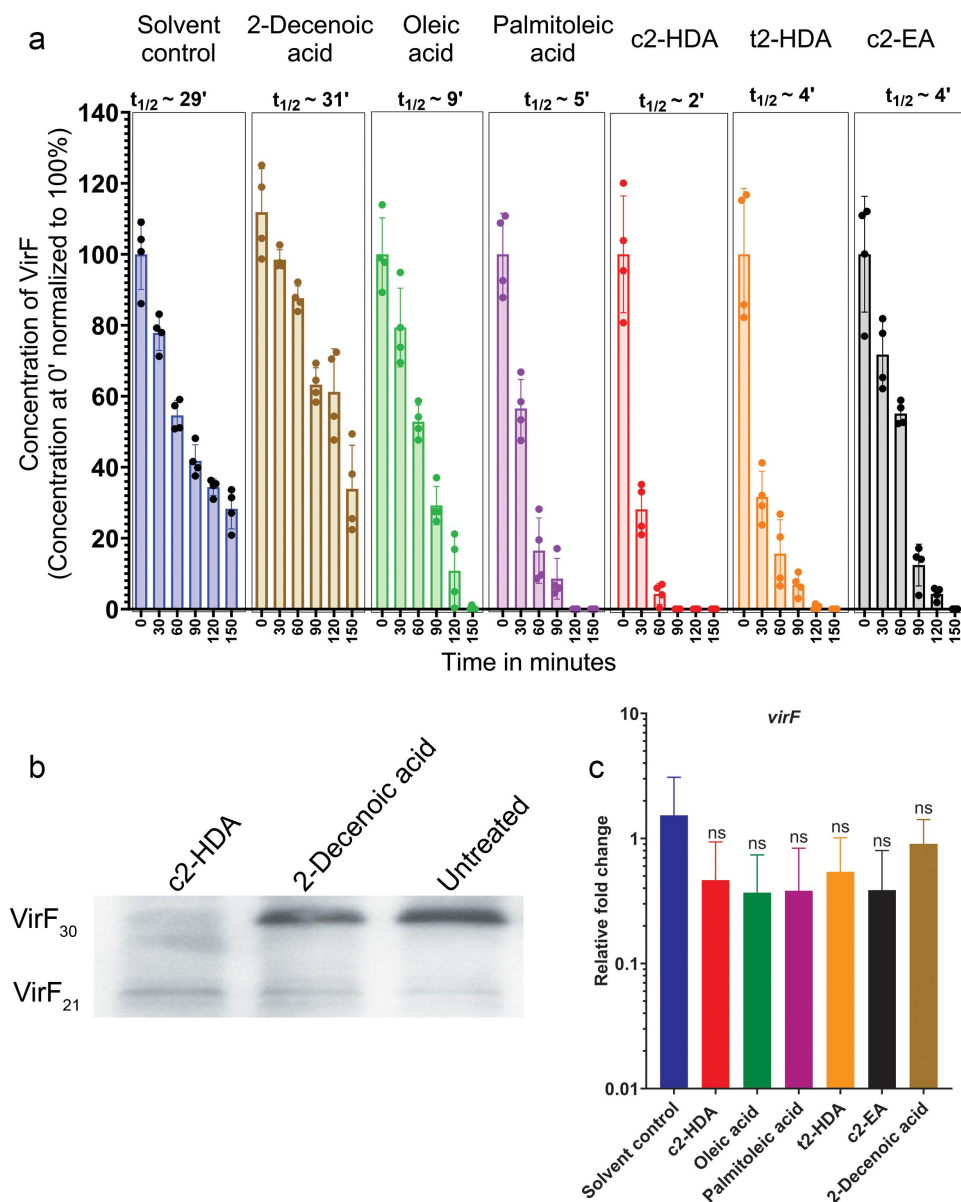 a
Solvent
control
2-Decenoic
acid
Oleic
acid
Palmitoleic
acid
c2-HDA
t2-HDA
c2-EA
t1/2 ~ 29'
t1/2 ~ 31'
t1/2 ~ 9'
t1/2 ~ 5'
t1/2 ~ 2'
t1/2 ~ 4'
t1/2 ~ 4'
Concentration of VirF
(Concentration at 0' normalized to 100%)
140
120
100
80
60
40
20
0
0 30 60 90 120 150
0 30 60 90 120 150
0 30 60 90 120 150
0 30 60 90 120 150
0 30 60 90 120 150
0 30 60 90 120 150
0 30 60 90 120 150
Time in minutes
b
c2-HDA
2-Decenoic acid
Untreated
VirF30
VirF21
c
virF
Relative fold change
10
1
0.1
0.01
ns
ns
ns
ns
ns
ns
Solvent control
c2-HDA
Oleic acid
Palmitoleic acid
t2-HDA
c2-EA
2-Decenoic acid